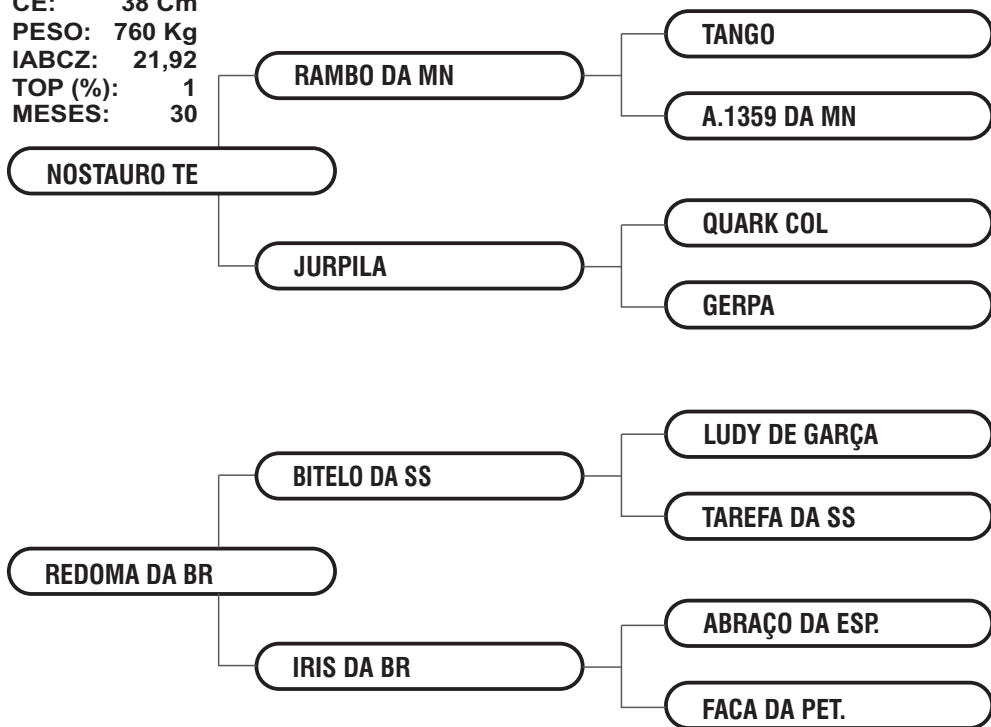 CE: 38 Cm
PESO: 760 Kg
IABCZ: 21,92
TOP (%): 1
MESES: 30
TANGO
RAMBO DA MN
A.1359 DA MN
NOSTAURO TE
QUARK COL
JURPILA
GERPA
LUDY DE GARÇA
BITELO DA SS
TAREFA DA SS
REDOMA DA BR
ABRAÇO DA ESP.
IRIS DA BR
FACA DA PET.